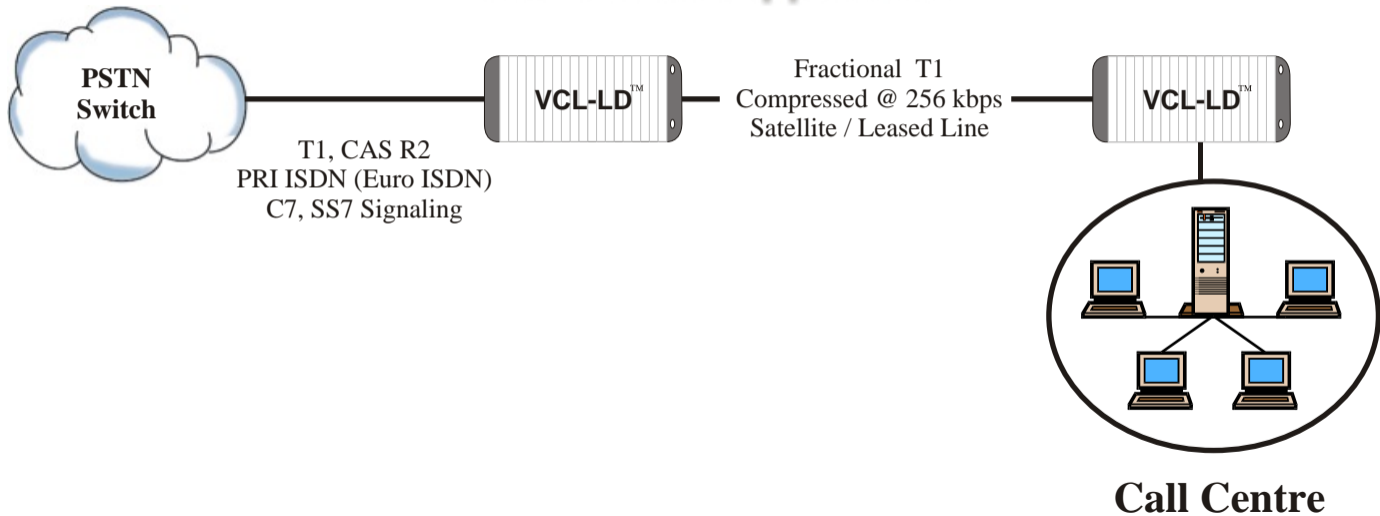 PSTN
Switch
T1, CAS R2
PRI ISDN (Euro ISDN)
C7, SS7 Signaling
VCL-LD™
Fractional T1
Compressed @ 256 kbps
Satellite / Leased Line
VCL-LD™
Call Centre